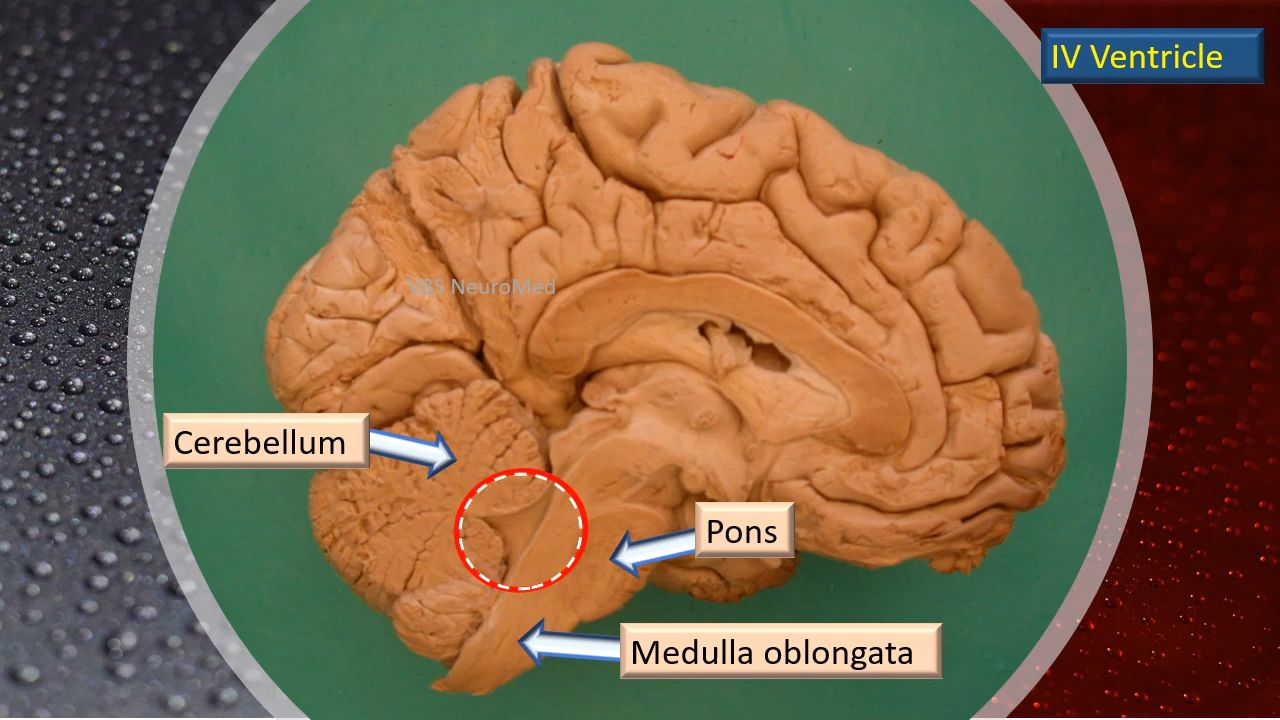 IV Ventricle
VBS NeuroMed
Cerebellum
Pons
Medulla oblongata